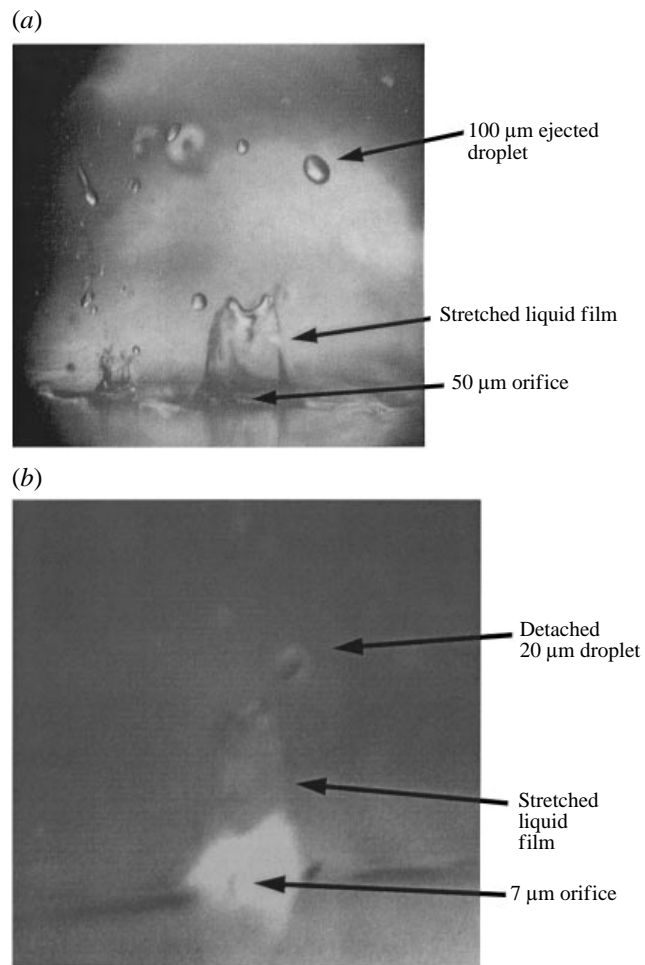 (a)
100 μm ejected
droplet
Stretched liquid film
50 μm orifice
(b)
Detached
20 μm droplet
Stretched
liquid
film
7 μm orifice